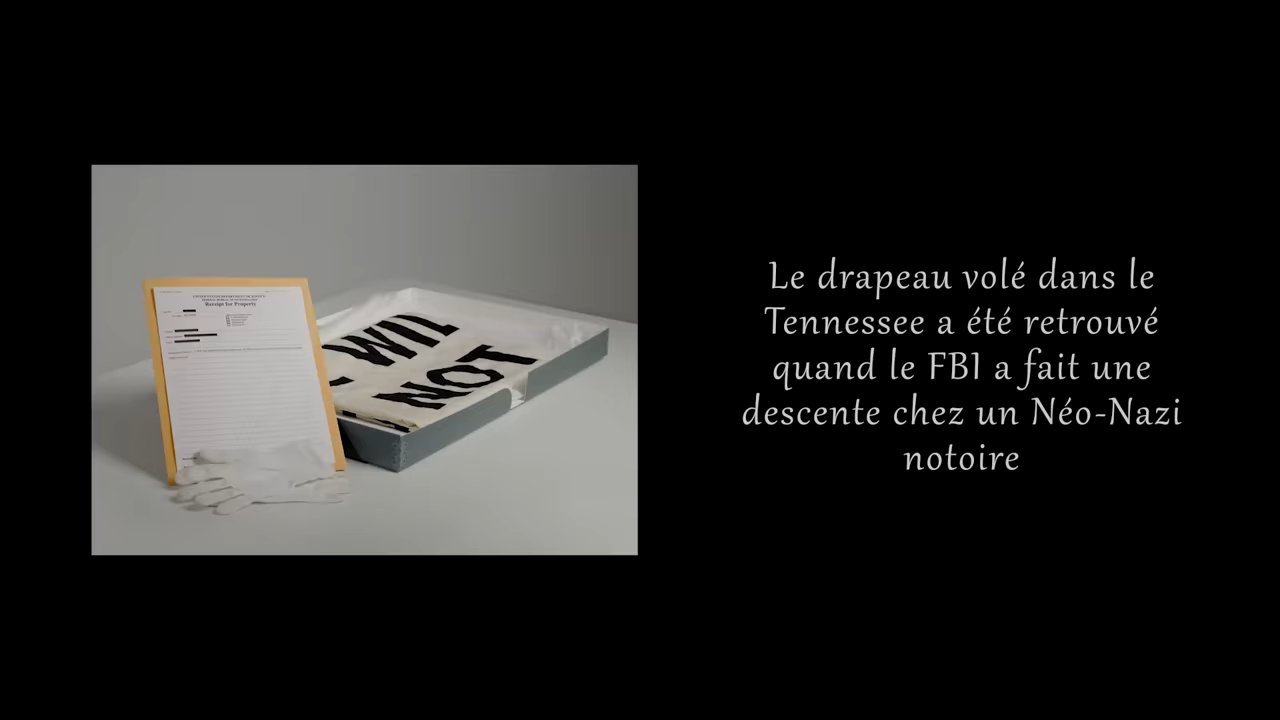 Receipt for Property
WIL
NOT
Le drapeau volé dans le
Tennessee a été retrouvé
quand le FBI a fait une
descente chez un Néo-Nazi
notoire